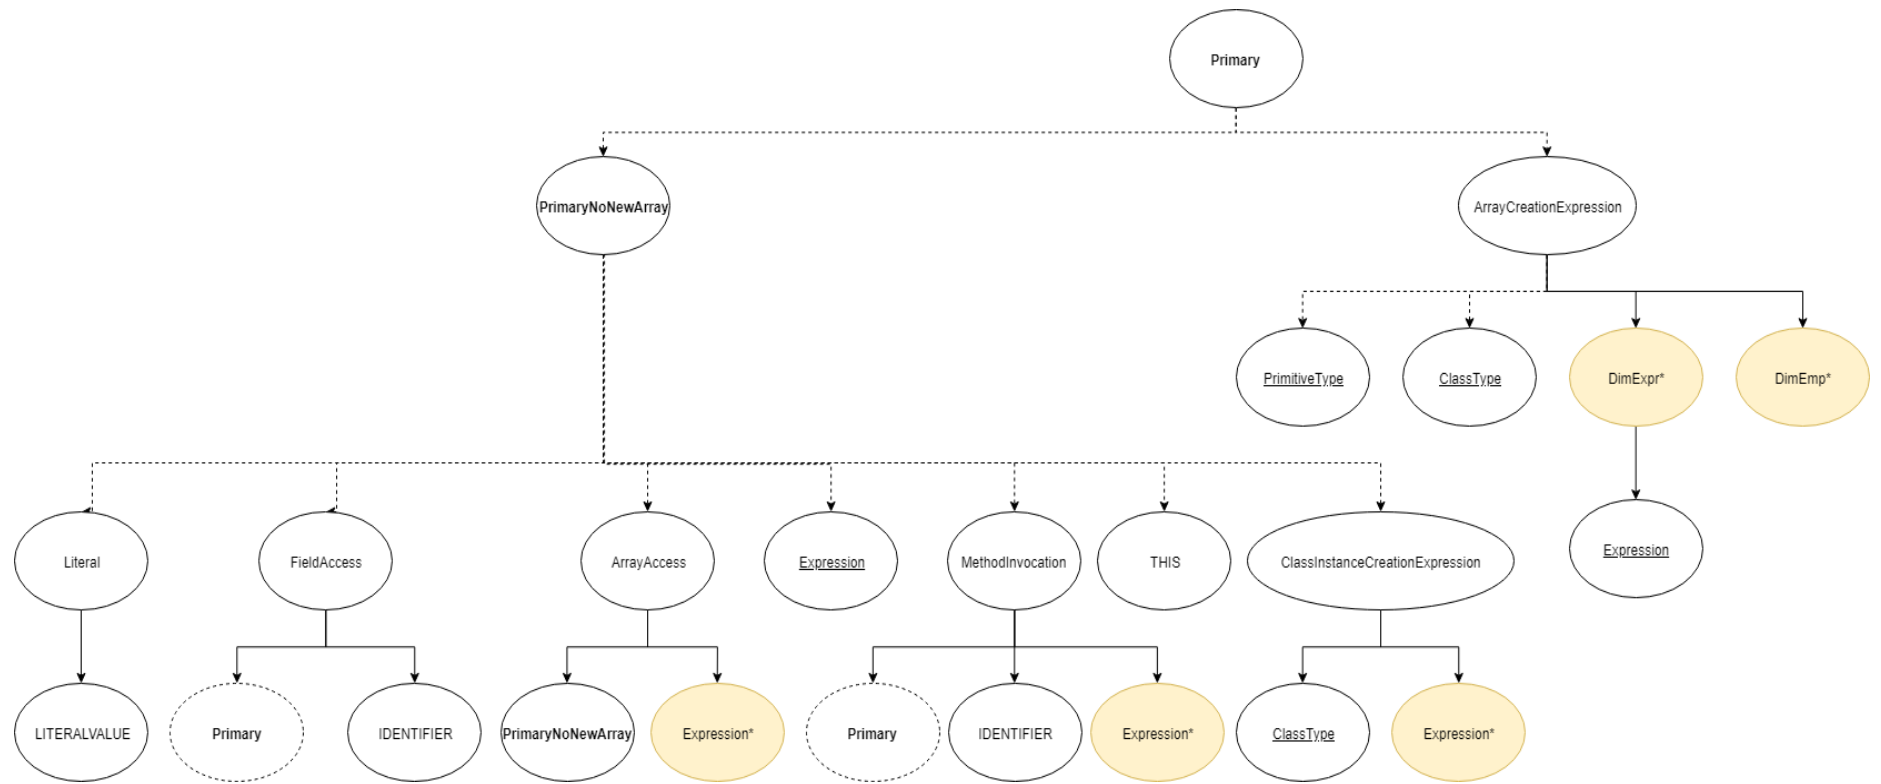 Primary
PrimaryNoNewArray
ArrayCreationExpression
PrimitiveType
ClassType
DimExpr*
DimEmp*
Literal
FieldAccess
ArrayAccess
Expression
MethodInvocation
THIS
ClassInstanceCreationExpression
Expression
LITERALVALUE
Primary
IDENTIFIER
PrimaryNoNewArray
Expression*
Primary
IDENTIFIER
Expression*
ClassType
Expression*